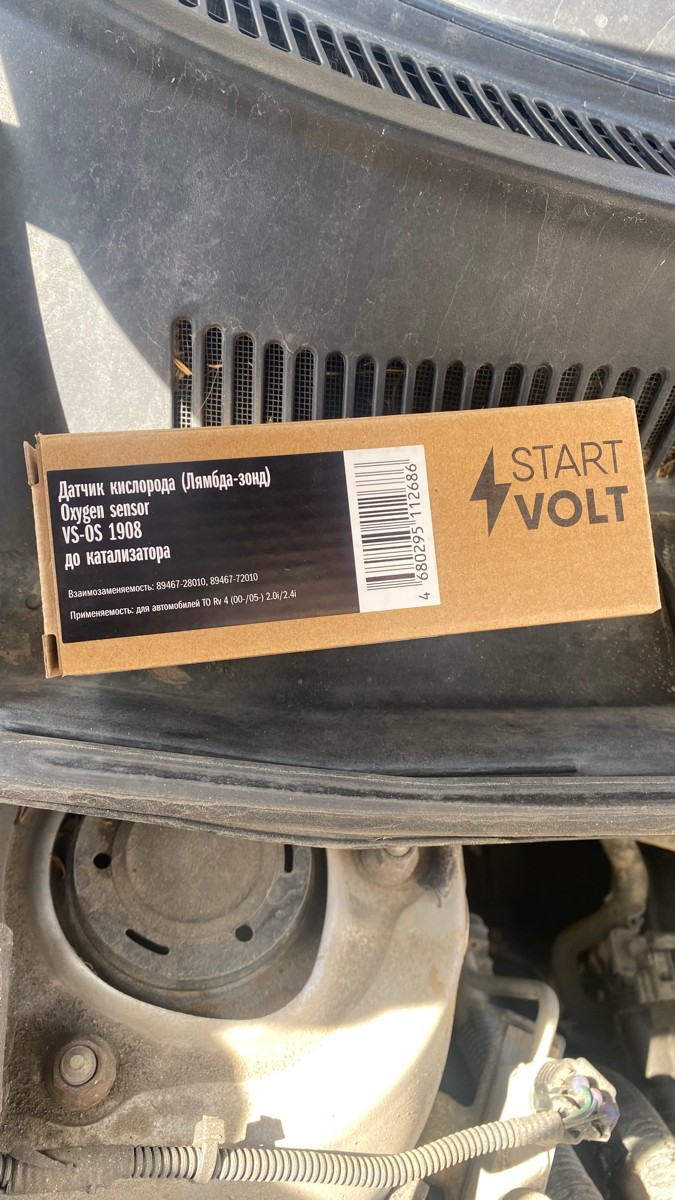 Датчик кислорода (Лямбда-зонд)
Oxygen sensor
VS-OS 1908
до катализатора
Взаимозаменяемость: 89467-28010, 89467-72010
Применяемость: для автомобилей TO Rv 4 (00-/05-) 2.0i/2.4i
4 680295 112686
START
VOLT